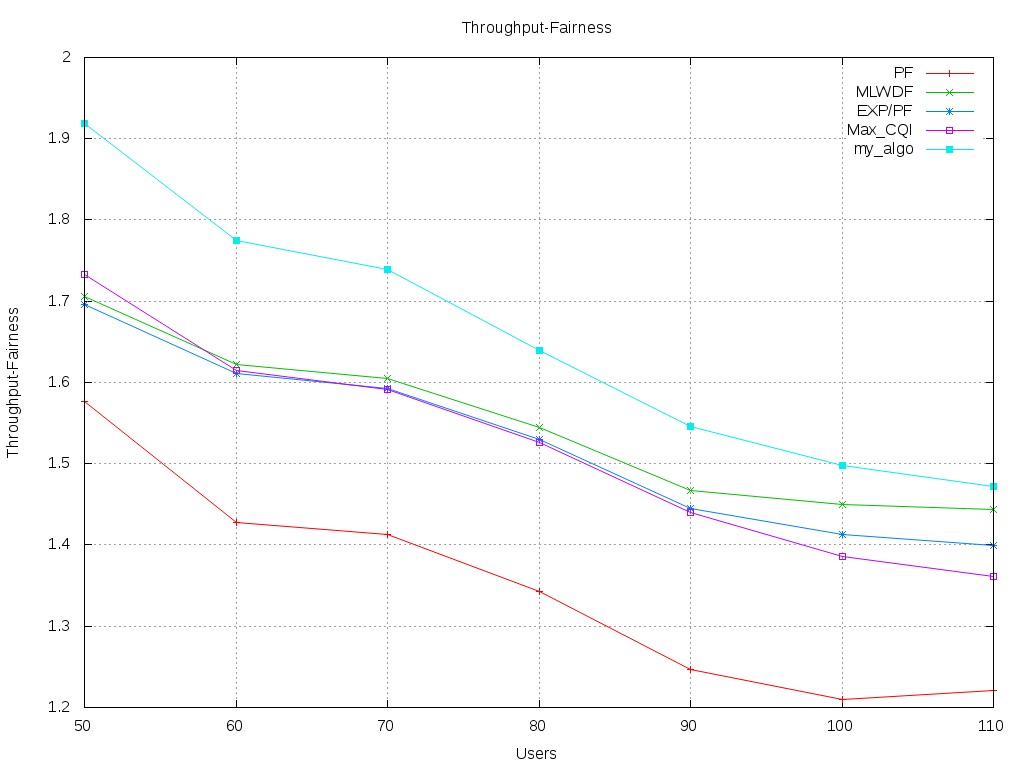 Throughput-Fairness
2
1.9
1.8
1.7
1.6
1.5
1.4
1.3
1.2
Throughput-Fairness
PF
MLWDF
EXP/PF
Max_CQI
my_algo
50 60 70 80 90 100 110
Users